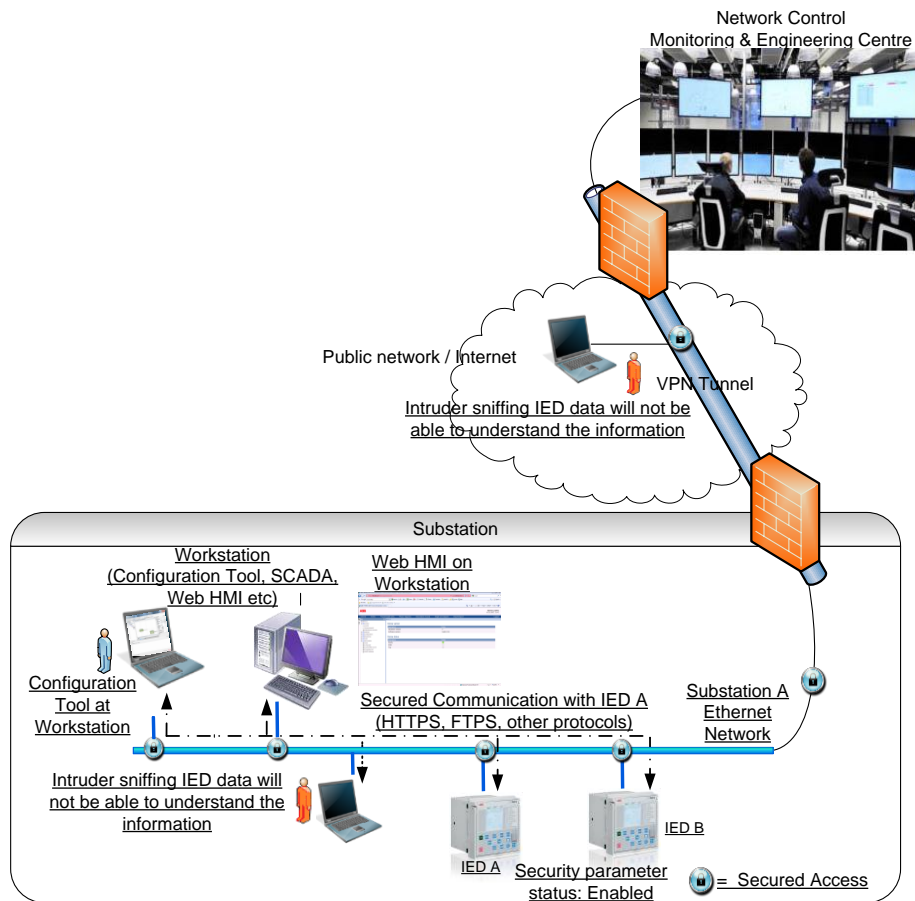 Network Control
Monitoring & Engineering Centre
Public network / Internet
VPN Tunnel
Intruder sniffing IED data will not be
able to understand the information
Substation
Workstation
(Configuration Tool, SCADA,
Web HMI etc)
Web HMI on
Workstation
Configuration
Tool at
Workstation
Secured Communication with IED A
(HTTPS, FTPS, other protocols)
Substation A
Ethernet
Network
Intruder sniffing IED data will
not be able to understand the
information
IED A
IED B
Security parameter
status: Enabled
= Secured Access